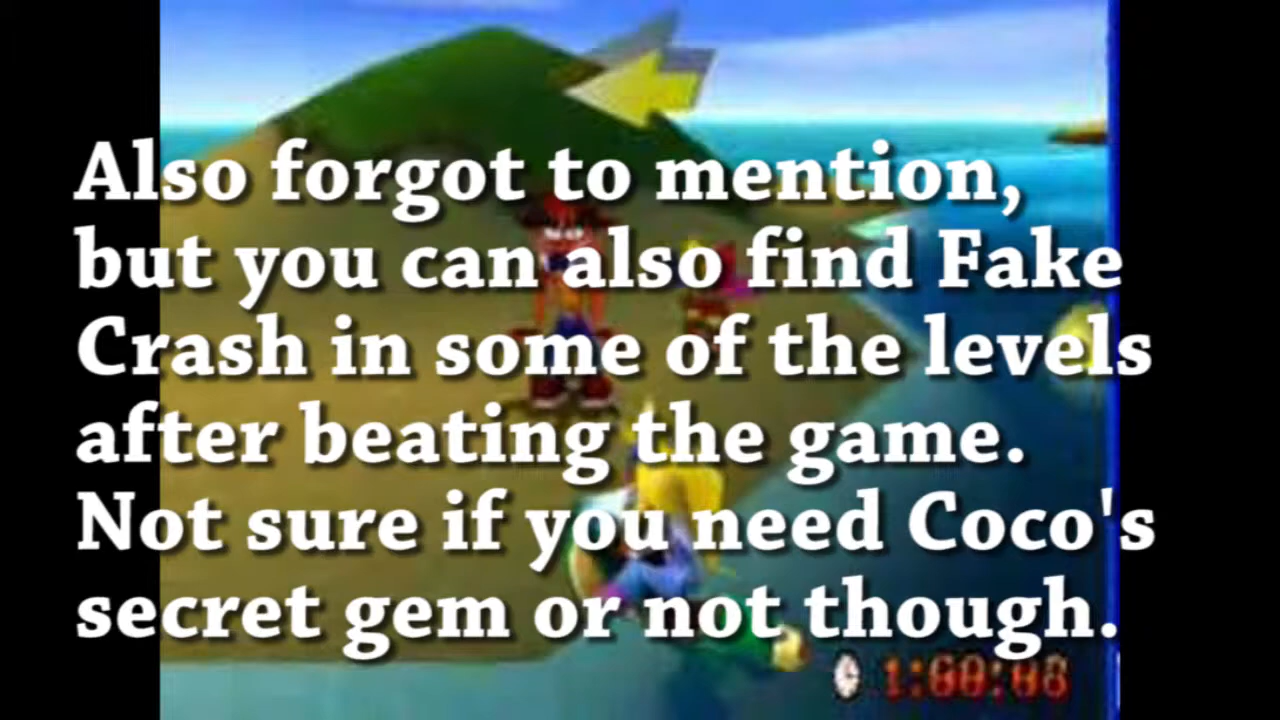 Also forgot to mention,
but you can also find Fake
Crash in some of the levels
after beating the game.
Not sure if you need Coco's
secret gem or not though.
1:00:08